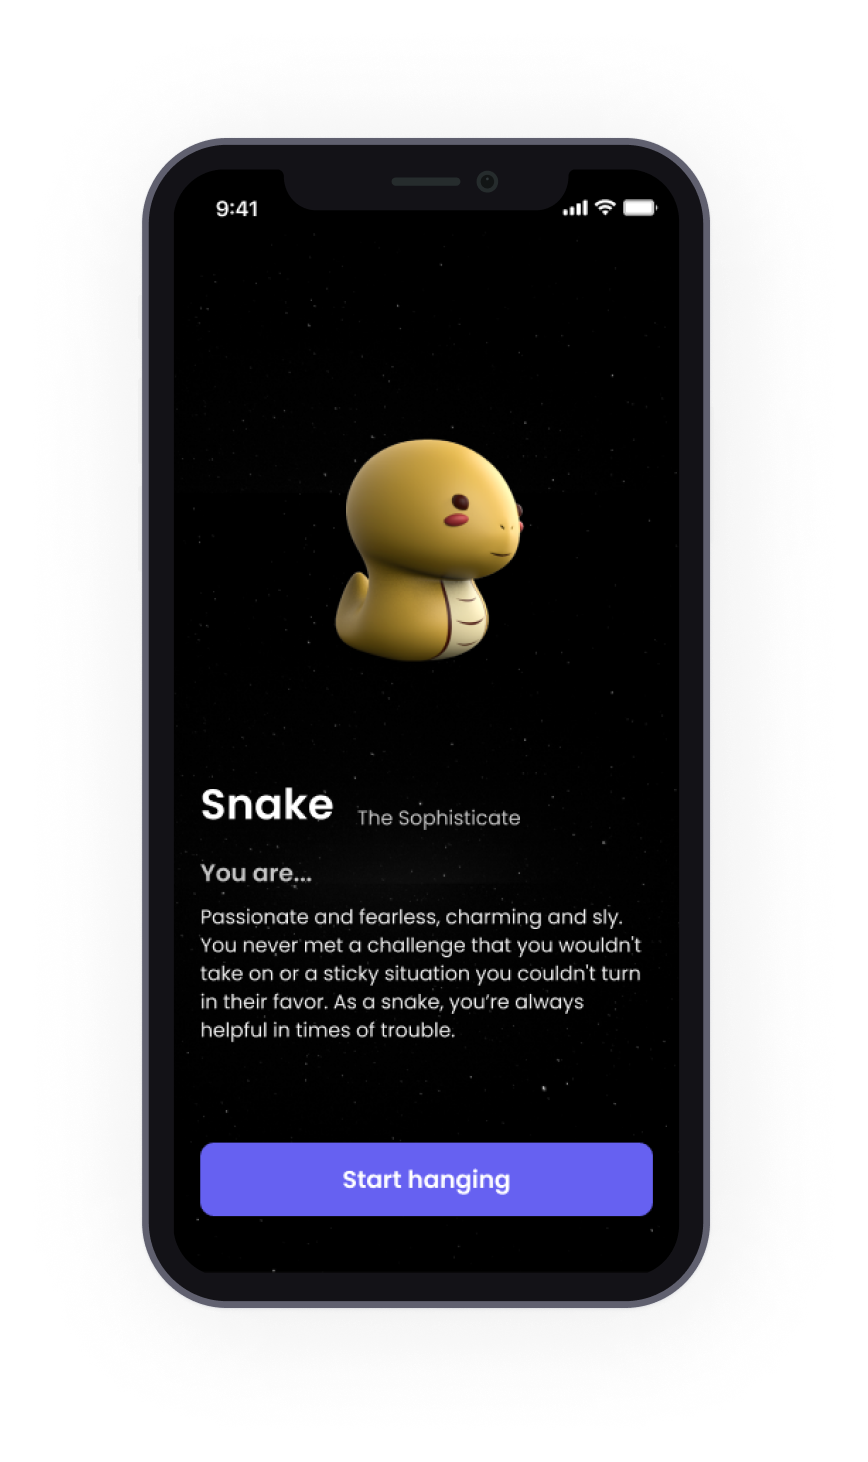 9:41
Snake The Sophisticate
You are...
Passionate and fearless, charming and sly.
You never met a challenge that you wouldn't
take on or a sticky situation you couldn't turn
in their favor. As a snake, you’re always
helpful in times of trouble.
Start hanging